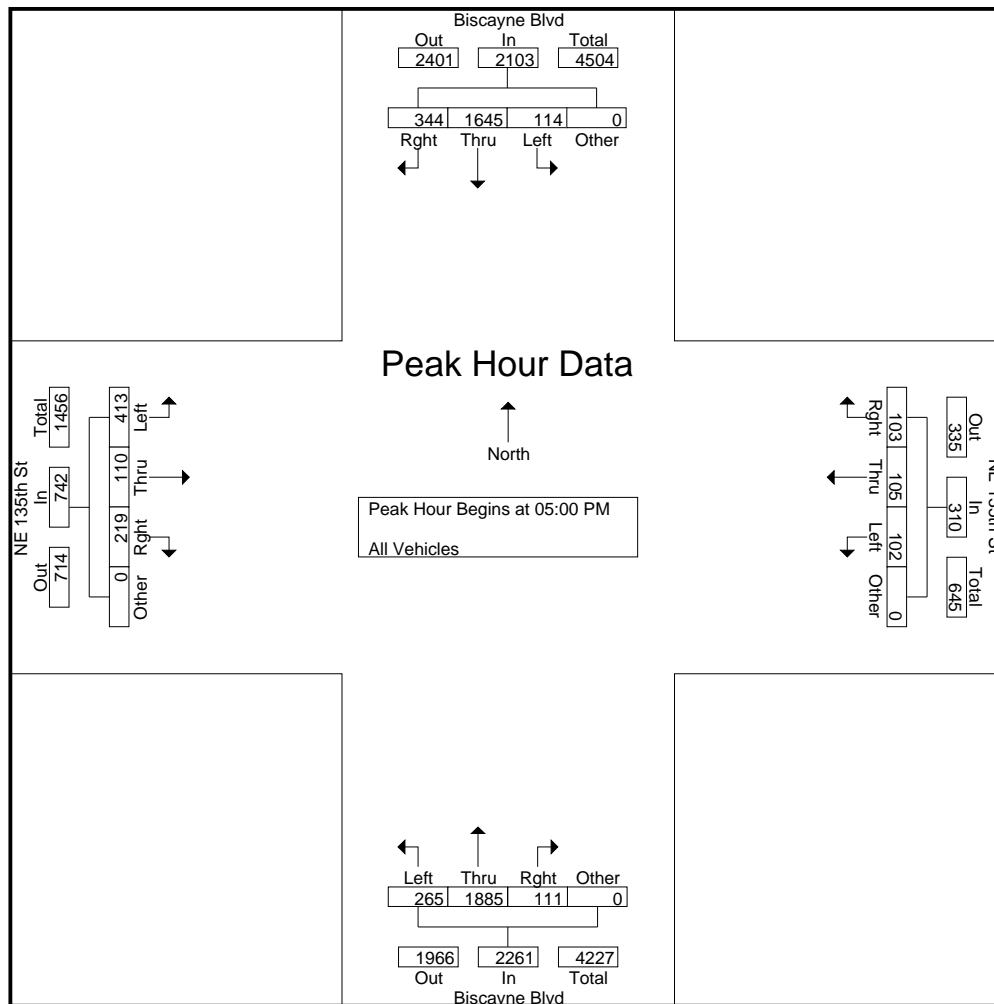 Biscayne Blvd
Out In Total
2401 2103 4504
344 1645 114 0
Rght Thru Left Other
Peak Hour Data
North
Peak Hour Begins at 05:00 PM
All Vehicles
NE 135th St
Total In Out
1456 742 714
Left Thru Rght Other
413 110 219 0
Out In Total
335 310 645
Rght Thru Left Other
103 105 102 0
Left Thru Rght Other
265 1885 111 0
1966 2261 4227
Out In Total
Biscayne Blvd